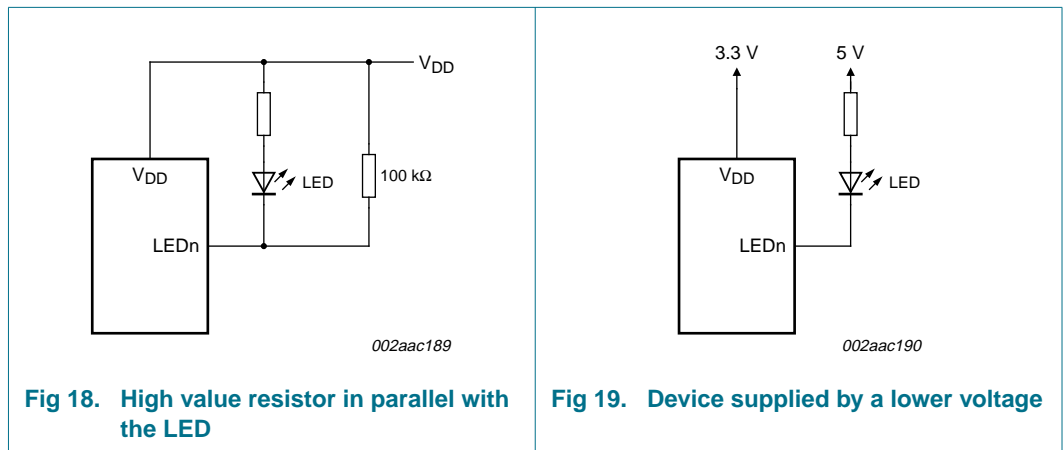 V_DD
V_DD
LED
100 kΩ
LEDn
002aac189
Fig 18. High value resistor in parallel with
the LED
3.3 V
5 V
V_DD
LED
LEDn
002aac190
Fig 19. Device supplied by a lower voltage